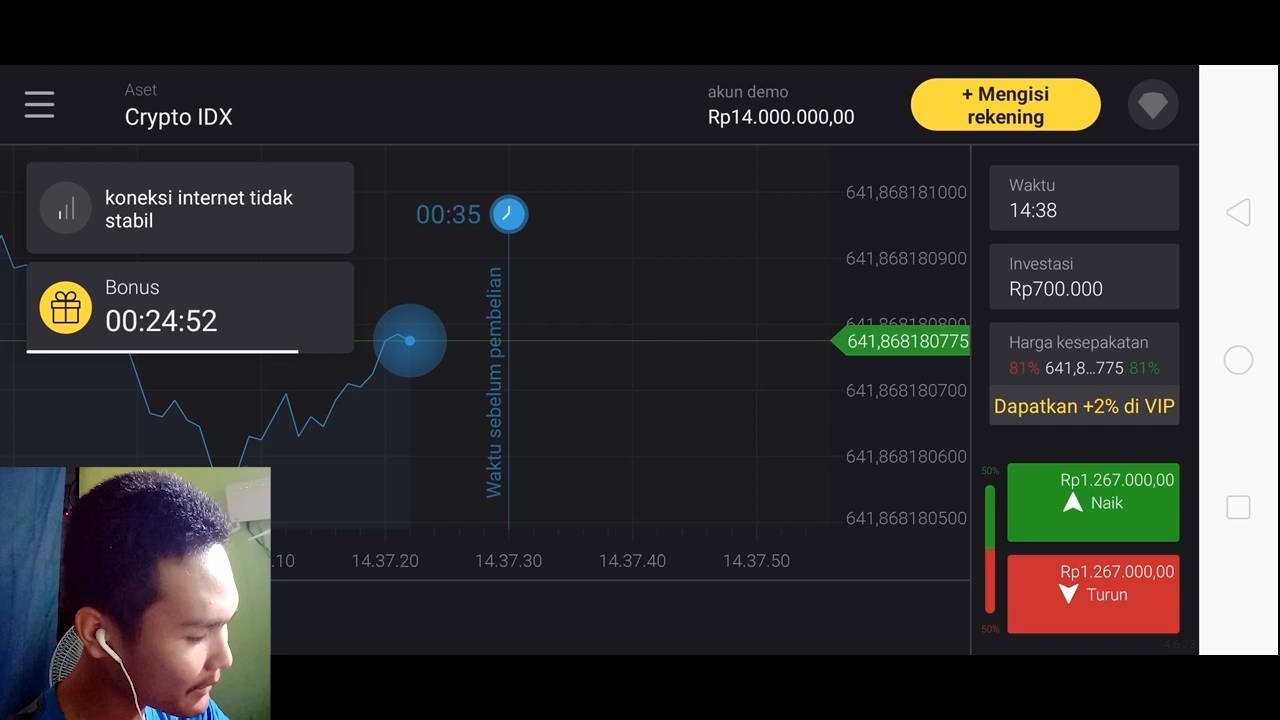 Aset
Crypto IDX
akun demo
Rp14.000.000,00
+ Mengisi
rekening
koneksi internet tidak
stabil
Bonus
00:24:52
00:35
Waktu sebelum pembelian
641,868181000
641,868180900
641,868180800
641,868180775
641,868180700
641,868180600
641,868180500
.10
14.37.20
14.37.30
14.37.40
14.37.50
Waktu
14:38
Investasi
Rp700.000
Harga kesepakatan
81% 641,8...775 81%
Dapatkan +2% di VIP
50%
Rp1.267.000,00
Naik
Rp1.267.000,00
Turun
50%